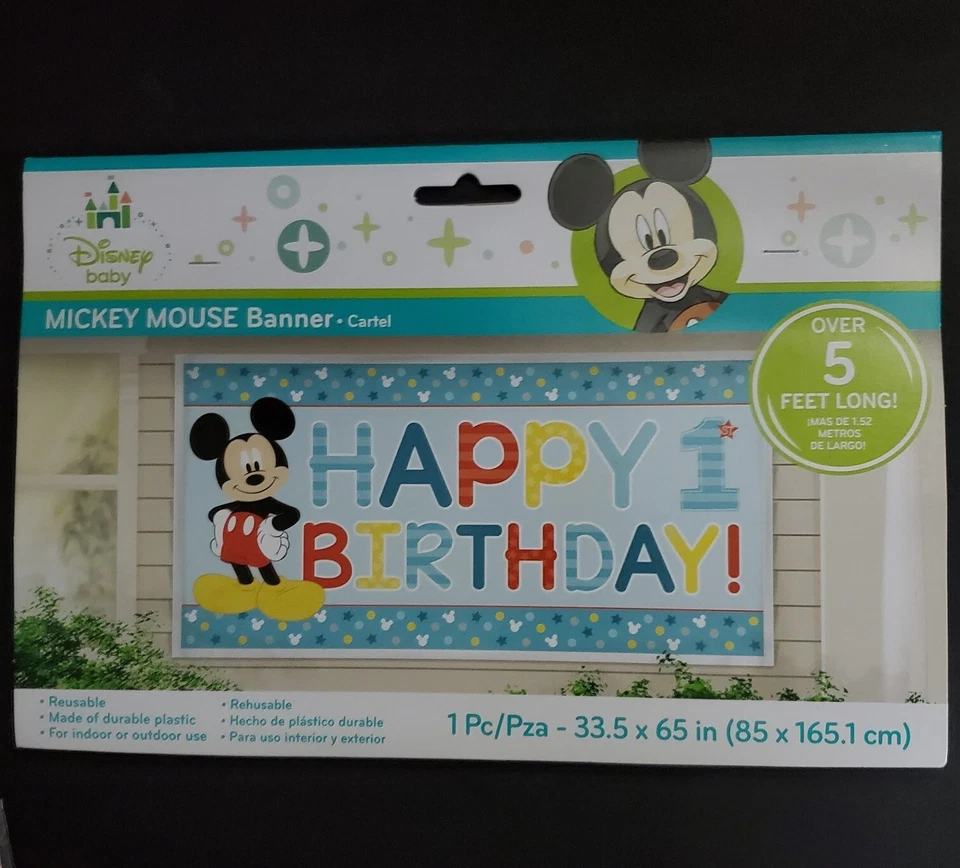 Disney
baby
MICKEY MOUSE Banner • Cartel
OVER
5
FEET LONG!
¡MAS DE 1.52
METROS
DE LARGO!
HAPPY 1ST
BIRTHDAY!
• Reusable
• Made of durable plastic
• For indoor or outdoor use
• Rehusable
• Hecho de plástico durable
• Para uso interior y exterior
1 Pc/Pza - 33.5 x 65 in (85 x 165.1 cm)